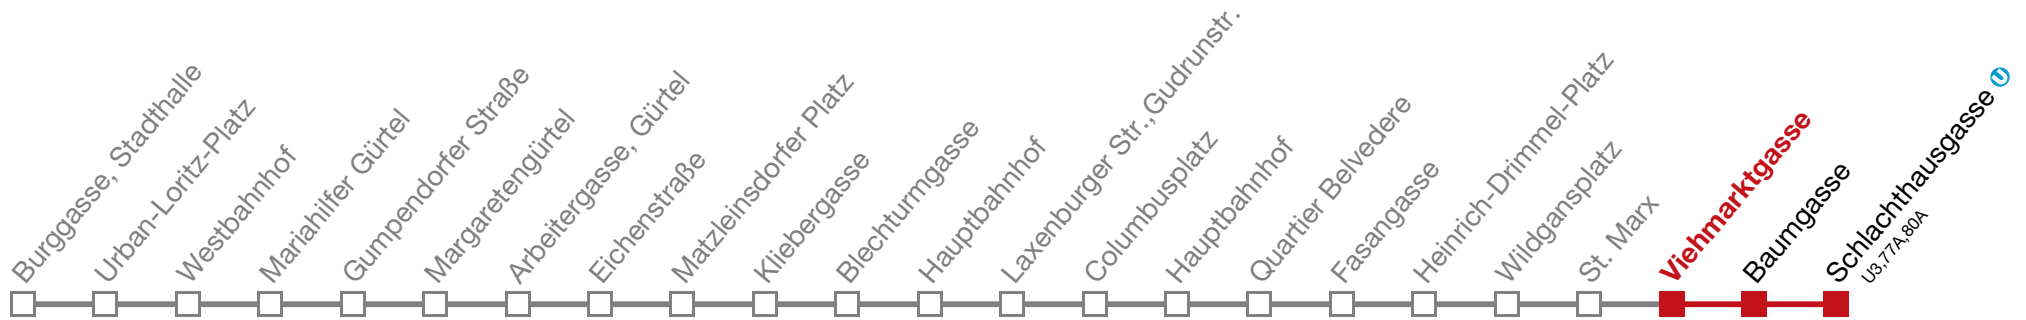 Burggasse, Stadthalle
Urban-Loritz-Platz
Westbahnhof
Mariahilfer Gürtel
Gumpendorfer Straße
Margaretengürtel
Arbeitergasse, Gürtel
Eichenstraße
Matzleinsdorfer Platz
Kliebergasse
Blechturmgasse
Hauptbahnhof
Laxenburger Str.,Gudrunstr.
Columbusplatz
Hauptbahnhof
Quartier Belvedere
Fasangasse
Heinrich-Drimmel-Platz
Wildgansplatz
St. Marx
Viehmarktgasse
Baumgasse
Schlachthausgasse U
U3,77A,80A